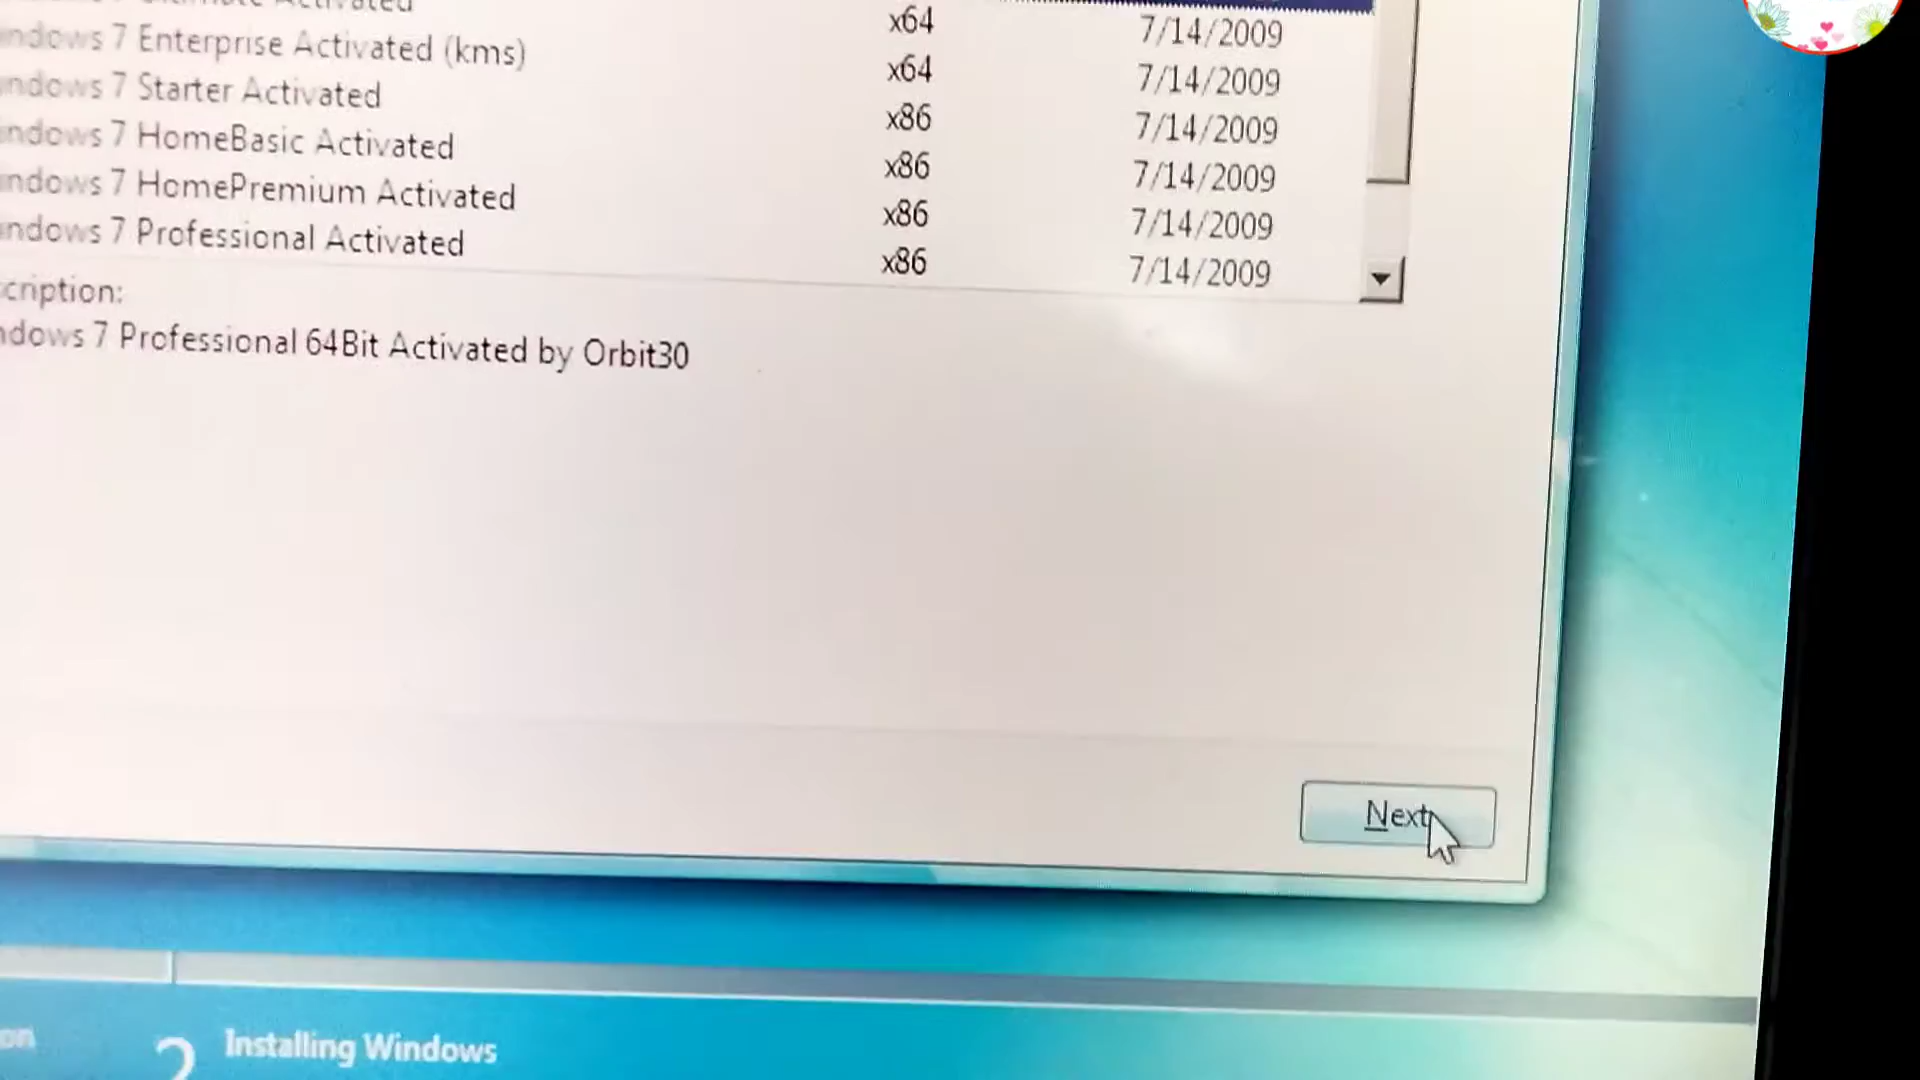 Activated
x64 7/14/2009
ndows 7 Enterprise Activated (kms) x64 7/14/2009
ndows 7 Starter Activated x86 7/14/2009
ndows 7 HomeBasic Activated x86 7/14/2009
ndows 7 HomePremium Activated x86 7/14/2009
ndows 7 Professional Activated x86 7/14/2009
cription:
ndows 7 Professional 64Bit Activated by Orbit30
Next
on
2 Installing Windows